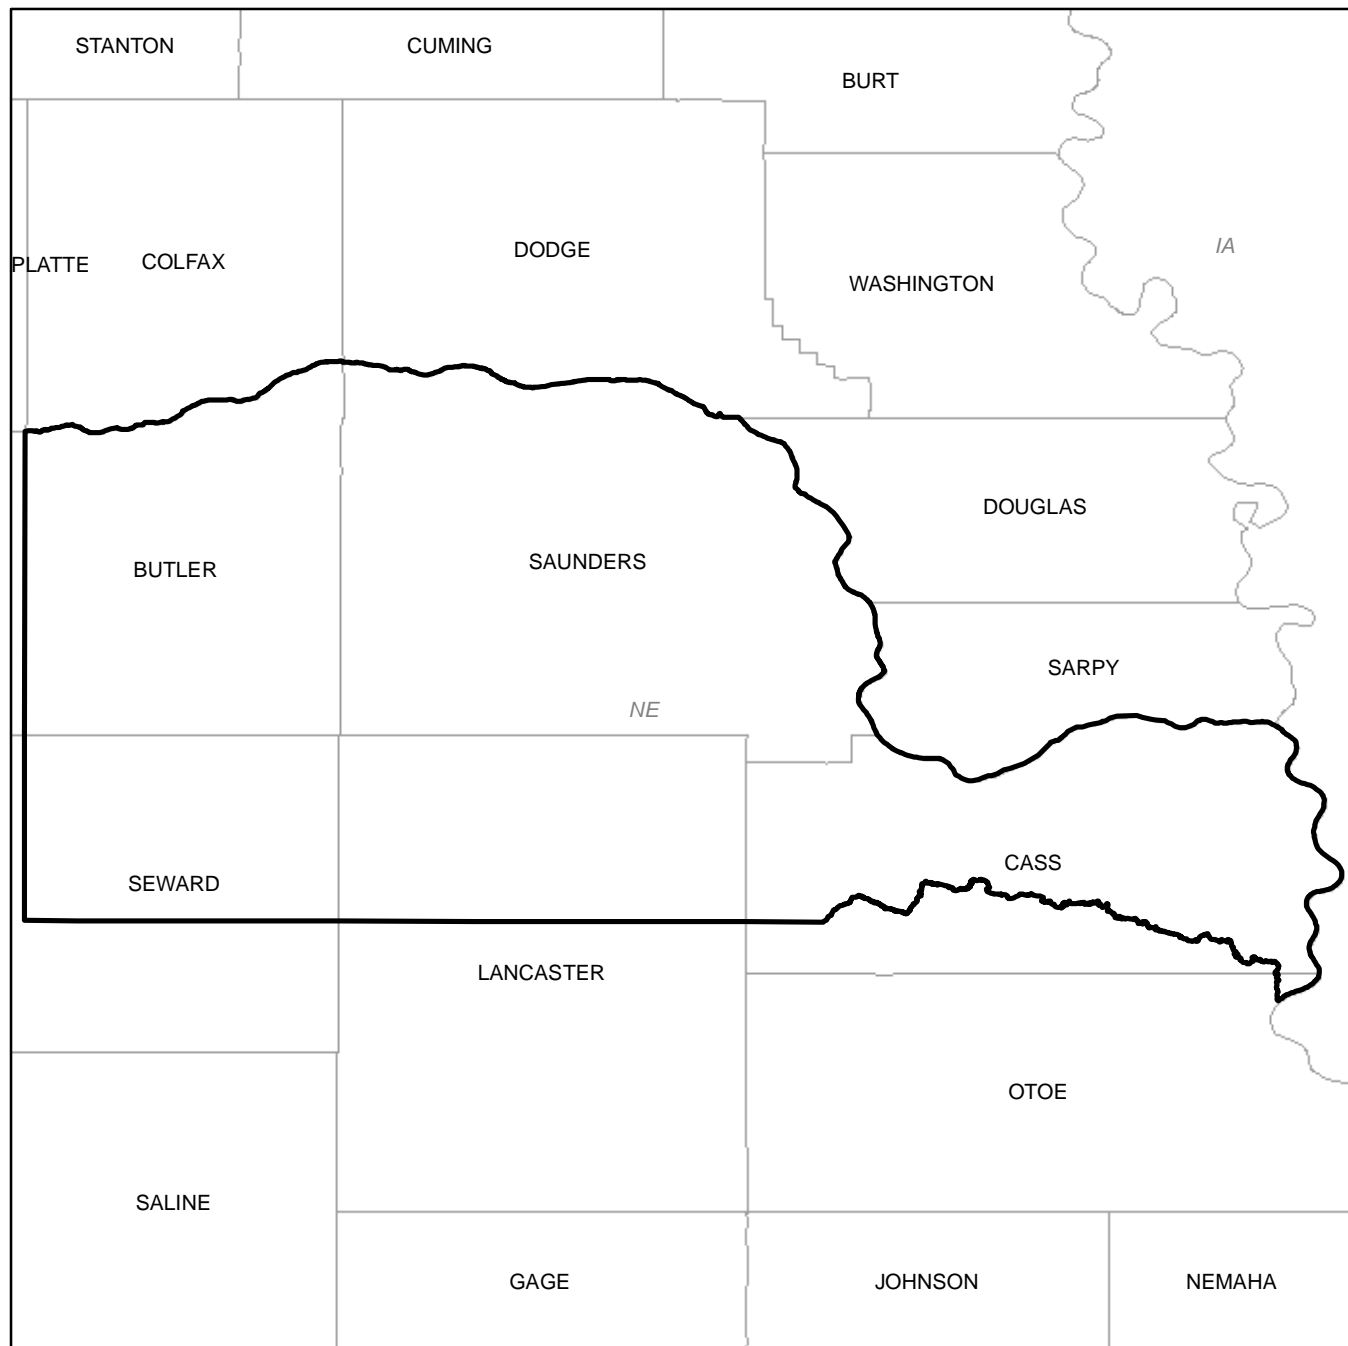 STANTON
CUMING
BURT
PLATTE
COLFAX
DODGE
WASHINGTON
IA
BUTLER
SAUNDERS
DOUGLAS
SARPY
NE
SEWARD
CASS
LANCASTER
OTOE
SALINE
GAGE
JOHNSON
NEMAHA